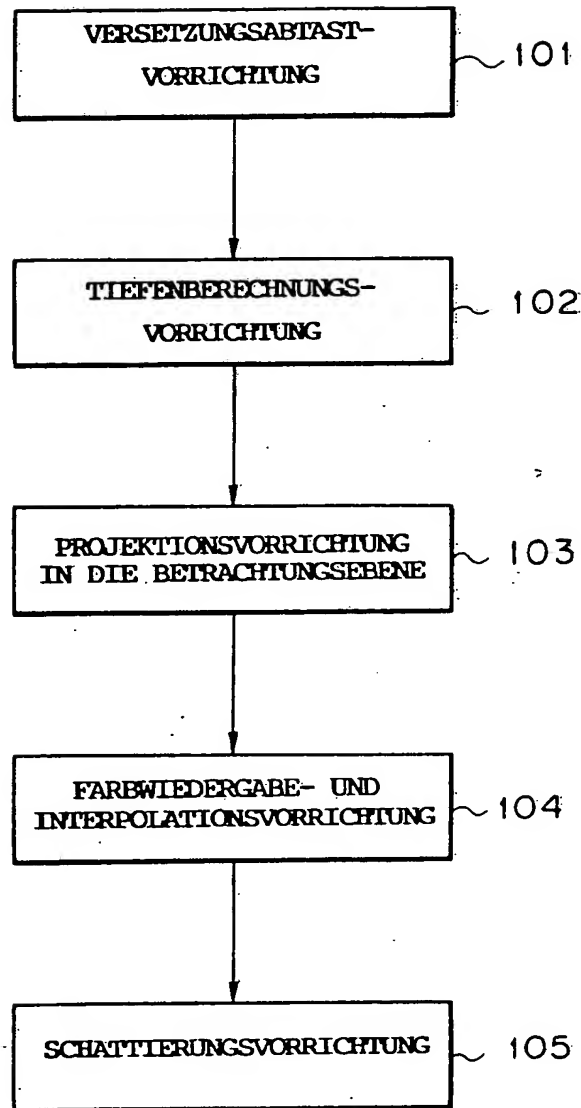 VERSETZUNGSABTAST-
VORRICHTUNG
101
TIEFENBERECHNUNGS-
VORRICHTUNG
102
PROJEKTIONSVORRICHTUNG
IN DIE BETRACHTUNGSEBENE
103
FARBWIEDERGABE- UND
INTERPOLATIONSVORRICHTUNG
104
SCHATTIERUNGSVORRICHTUNG
105